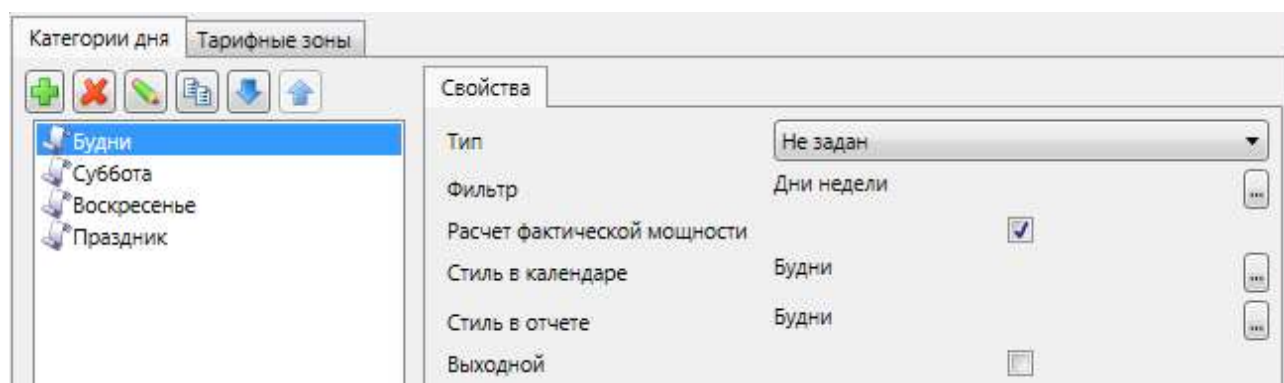 Категории дня
Тарифные зоны
Будни
Суббота
Воскресенье
Праздник
Свойства
Тип
Не задан
Фильтр
Дни недели
...
Расчет фактической мощности
Стиль в календаре
Будни
...
Стиль в отчете
Будни
...
Выходной